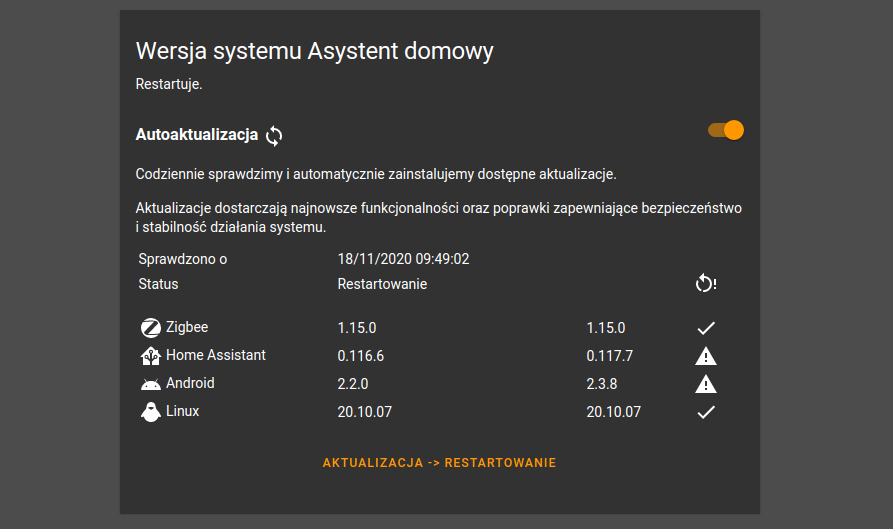 Wersja systemu Asystent domowy
Restartuje.
Autoaktualizacja
Codziennie sprawdzimy i automatycznie zainstalujemy dostępne aktualizacje.
Aktualizacje dostarczają najnowsze funkcjonalności oraz poprawki zapewniające bezpieczeństwo
i stabilność działania systemu.
Sprawdzono o 18/11/2020 09:49:02
Status Restartowanie
Zigbee 1.15.0 1.15.0
Home Assistant 0.116.6 0.117.7
Android 2.2.0 2.3.8
Linux 20.10.07 20.10.07
AKTUALIZACJA -> RESTARTOWANIE